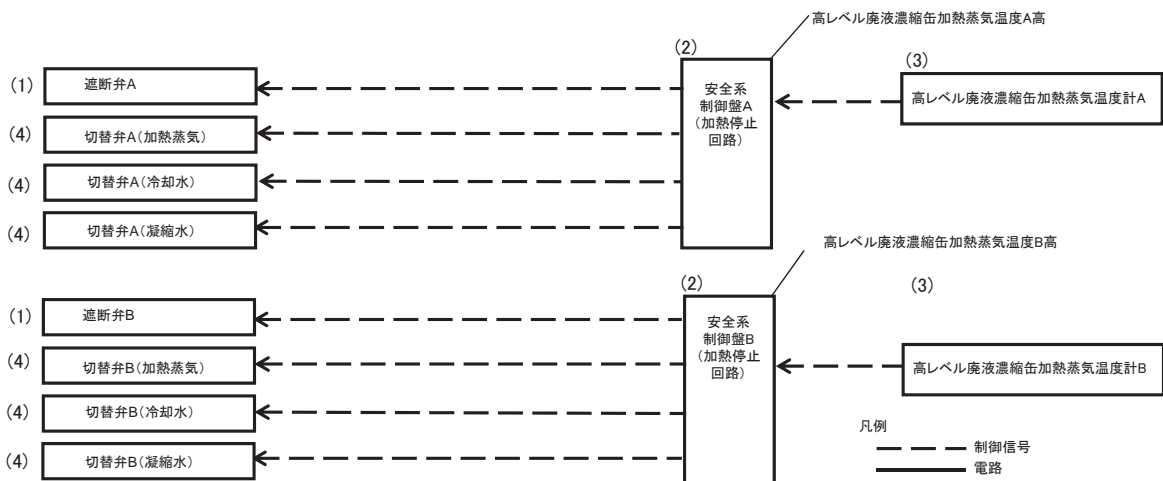 高レベル廃液濃縮缶加熱蒸気温度A高
(2)
(3)
(1)
遮断弁A
安全系
制御盤A
(加熱停止
回路)
高レベル廃液濃縮缶加熱蒸気温度計A
(4)
切替弁A(加熱蒸気)
(4)
切替弁A(冷却水)
(4)
切替弁A(凝縮水)
高レベル廃液濃縮缶加熱蒸気温度B高
(2)
(3)
(1)
遮断弁B
安全系
制御盤B
(加熱停止
回路)
高レベル廃液濃縮缶加熱蒸気温度計B
(4)
切替弁B(加熱蒸気)
(4)
切替弁B(冷却水)
(4)
切替弁B(凝縮水)
凡例
制御信号
電路